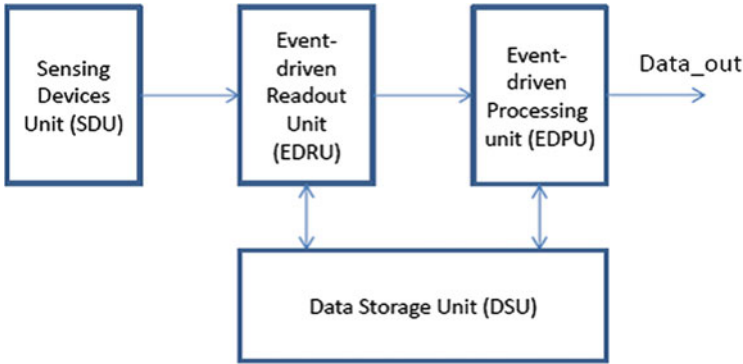 Sensing
Devices
Unit (SDU)
Event-
driven
Readout
Unit
(EDRU)
Event-
driven
Processing
unit (EDPU)
Data_out
Data Storage Unit (DSU)